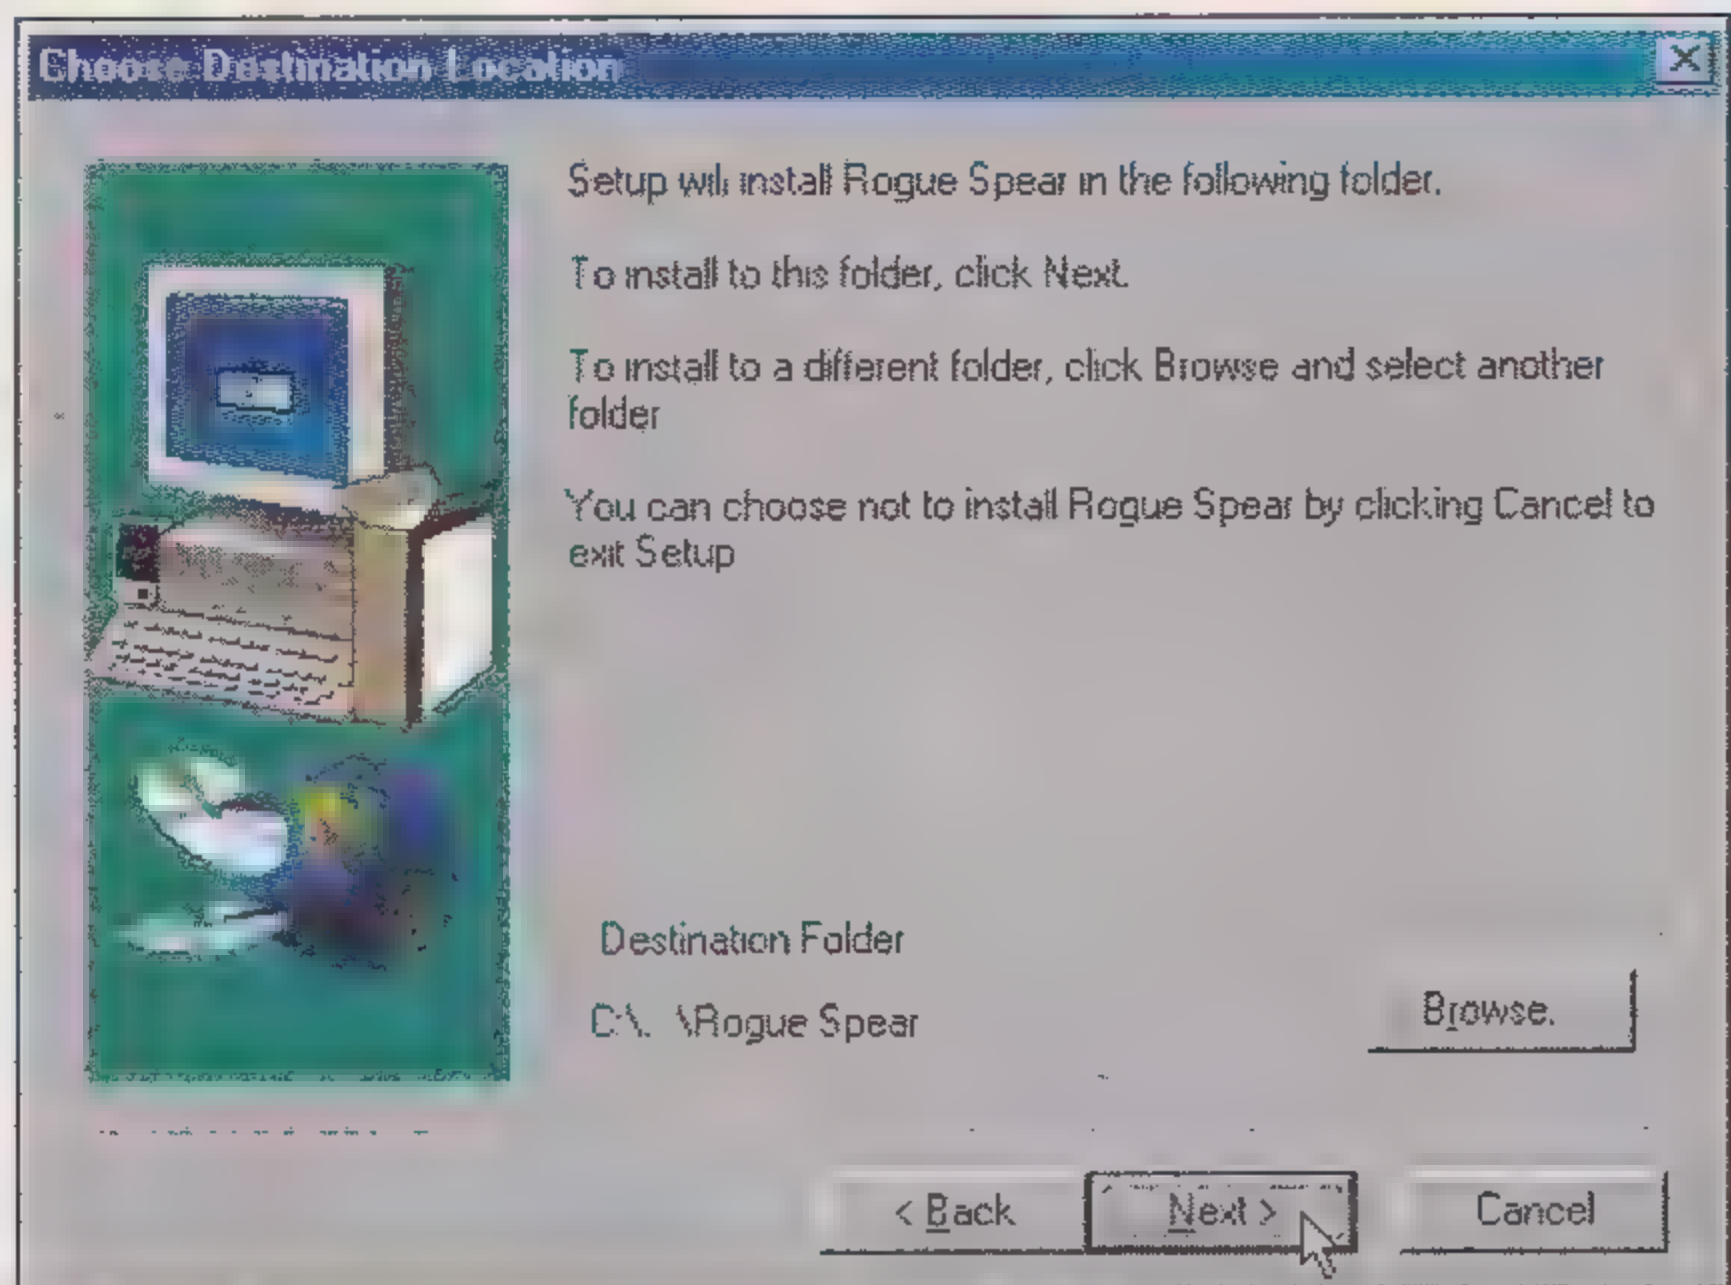 Choose Destination Location
Setup will install Rogue Spear in the following folder.
To install to this folder, click Next.
To install to a different folder, click Browse and select another
folder
You can choose not to install Rogue Spear by clicking Cancel to
exit Setup
Destination Folder
C:\. \Rogue Spear
Browse.
< Back
Next >
Cancel